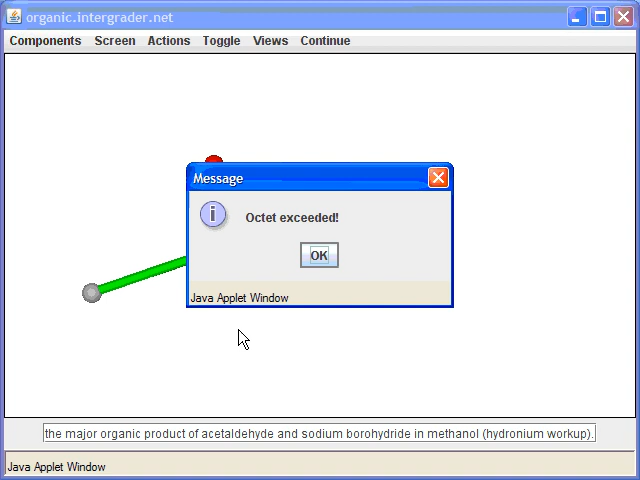 organic.intergrader.net
Components Screen Actions Toggle Views Continue
Message
i
Octet exceeded!
OK
Java Applet Window
the major organic product of acetaldehyde and sodium borohydride in methanol (hydronium workup).
Java Applet Window